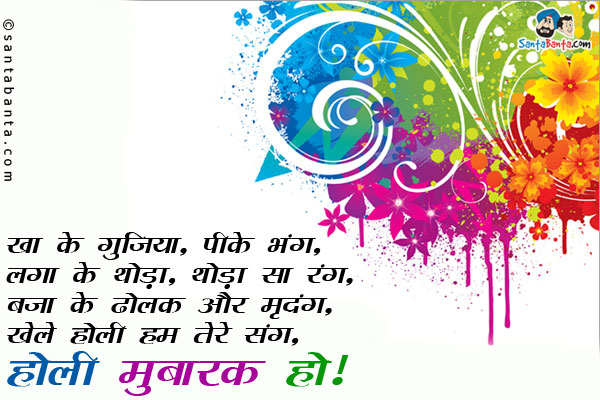 ©santabanta.com
SantaBanta.com
खा के गुजिया, पीके भंग,
लगा के थोड़ा, थोड़ा सा रंग,
बजा के ढोलक और मृदंग,
खेले होली हम तेरे संग,
होली मुबारक हो!